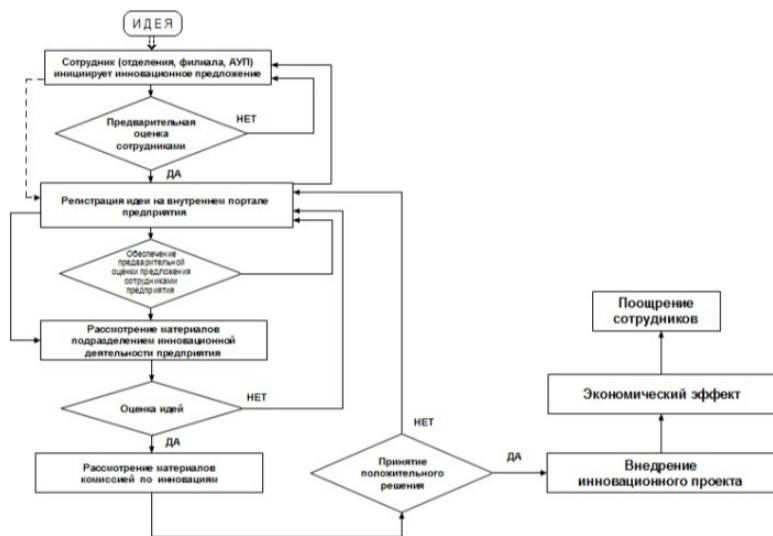 ИДЕЯ
Сотрудник (отделения, филиала, АУП)
инициирует инновационное предложение
Предварительная
оценка
сотрудниками
НЕТ
ДА
Регистрация идеи на внутреннем портале
предприятия
Обеспечение
предварительной
оценки предложения
сотрудниками
предприятия
Рассмотрение материалов
подразделением инновационной
деятельности предприятия
Оценка идей
НЕТ
ДА
Рассмотрение материалов
комиссией по инновациям
НЕТ
Принятие
положительного
решения
ДА
Внедрение
инновационного проекта
Экономический эффект
Поощрение
сотрудников